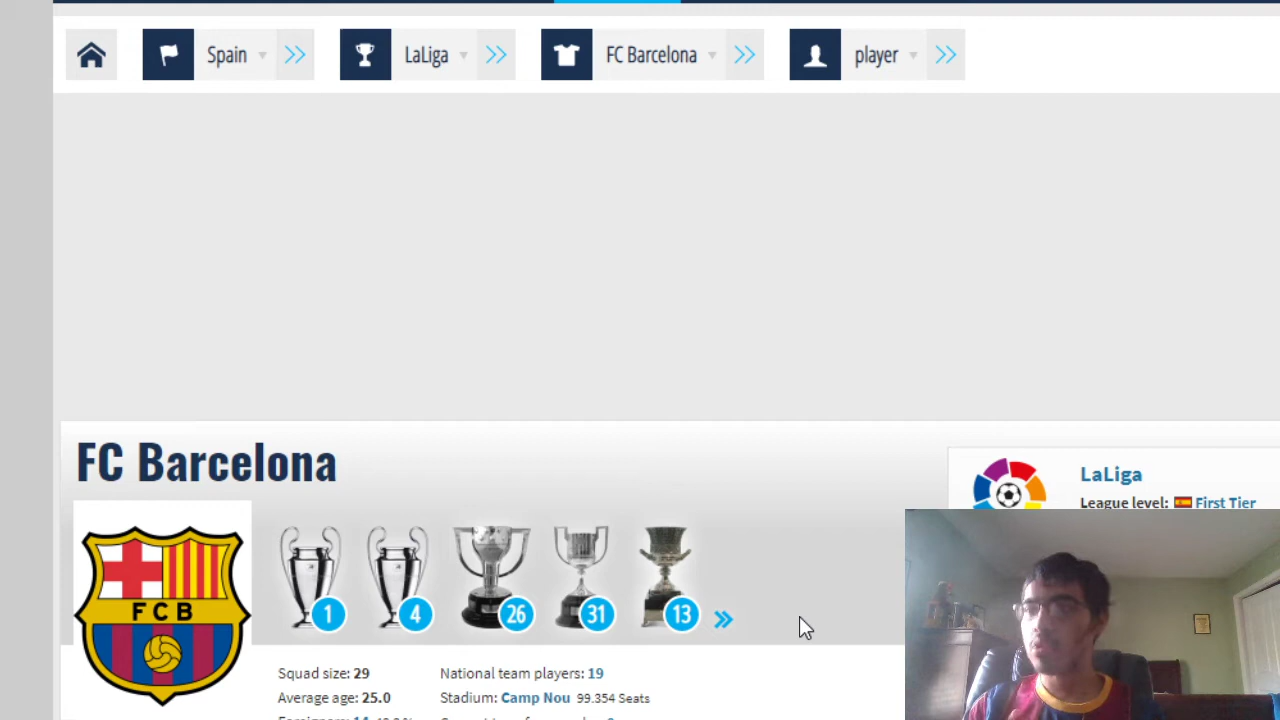 Spain LaLiga FC Barcelona player
FC Barcelona
LaLiga
League level: First Tier
FCB
1 4 26 31 13
Squad size: 29 National team players: 19
Average age: 25.0 Stadium: Camp Nou 99.354 Seats